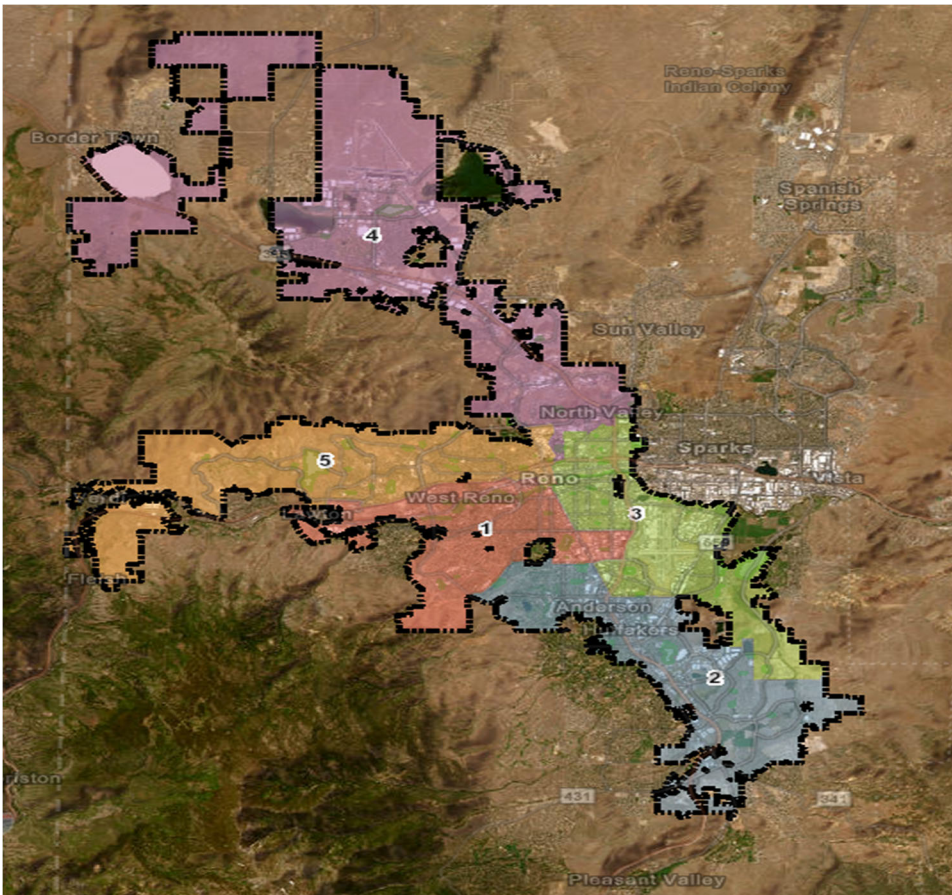 Reno-Sparks
Indian Colony
Border Town
Spanish
Springs
4
Sun Valley
North Valley
5
Sparks
Reno
Vista
West Reno
1
3
Anderson
Huffakers
2
431
341
Pleasant Valley